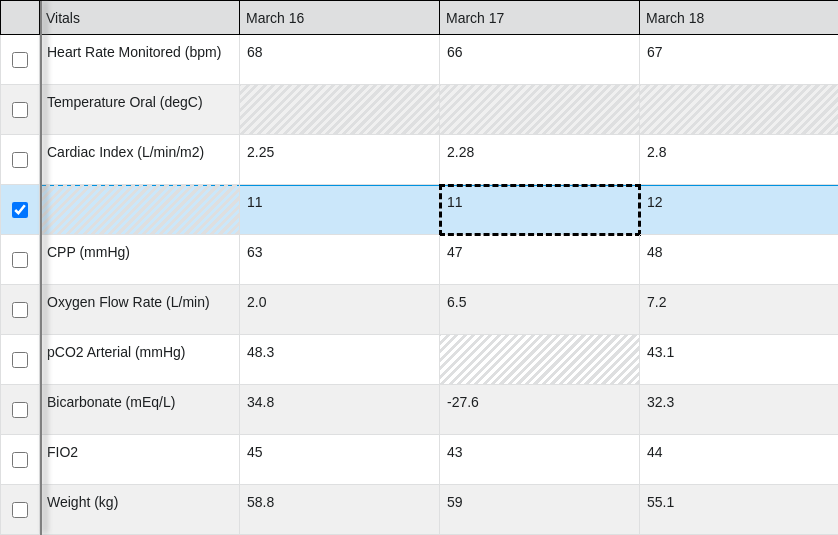 Vitals March 16 March 17 March 18
Heart Rate Monitored (bpm) 68 66 67
Temperature Oral (degC)
Cardiac Index (L/min/m2) 2.25 2.28 2.8
11 11 12
CPP (mmHg) 63 47 48
Oxygen Flow Rate (L/min) 2.0 6.5 7.2
pCO2 Arterial (mmHg) 48.3 43.1
Bicarbonate (mEq/L) 34.8 -27.6 32.3
FIO2 45 43 44
Weight (kg) 58.8 59 55.1